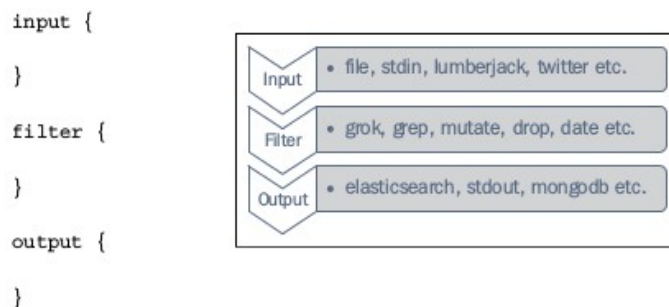 input {
}
filter {
}
output {
}
Input
• file, stdin, lumberjack, twitter etc.
Filter
• grok, grep, mutate, drop, date etc.
Output
• elasticsearch, stdout, mongodb etc.